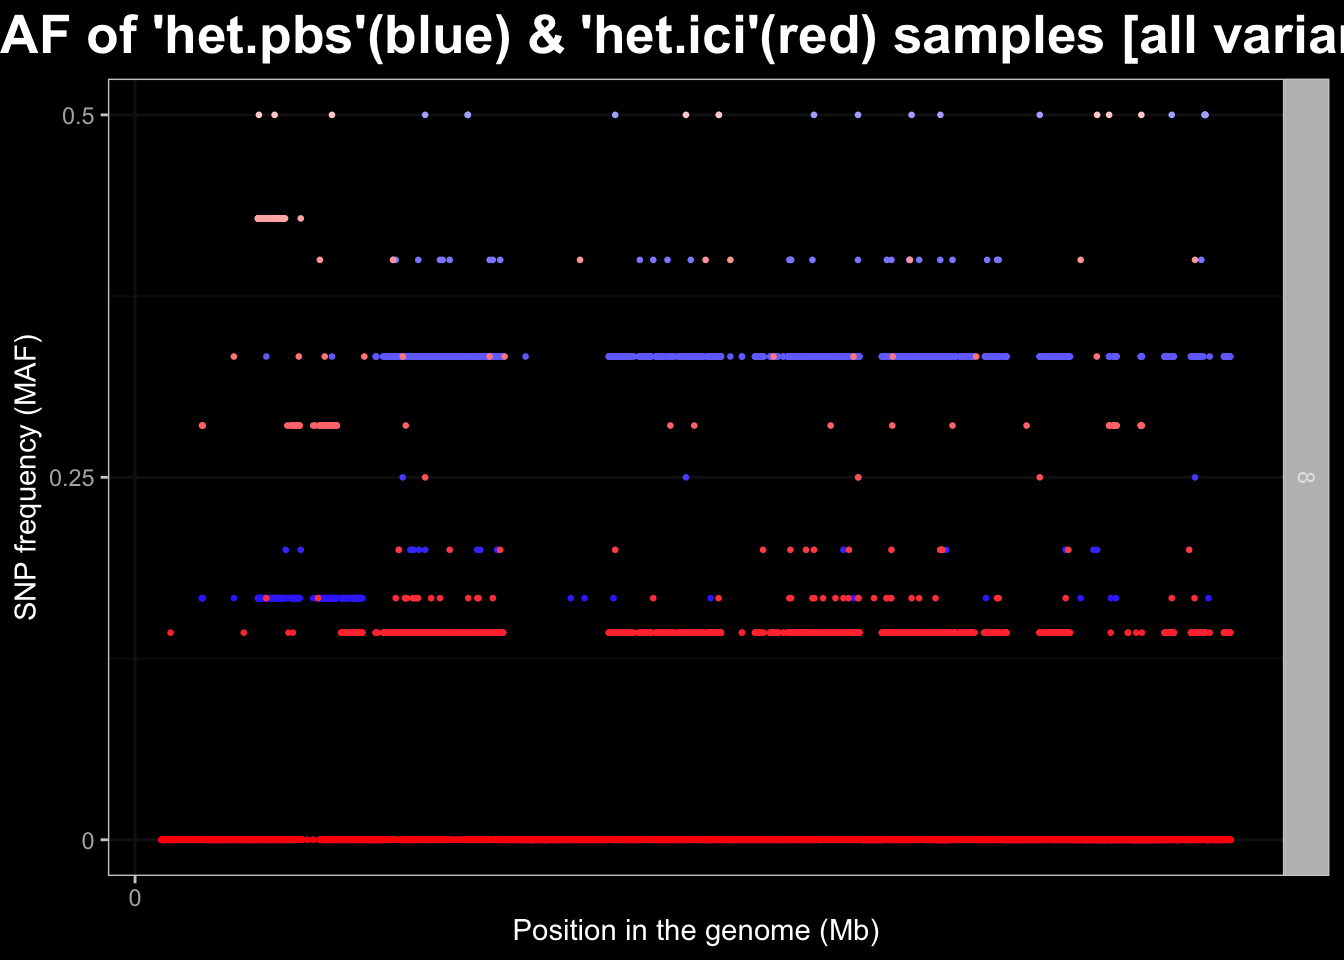 AF of 'het.pbs'(blue) & 'het.ici'(red) samples [all varia
0.5
0.25
0
SNP frequency (MAF)
8
0
Position in the genome (Mb)